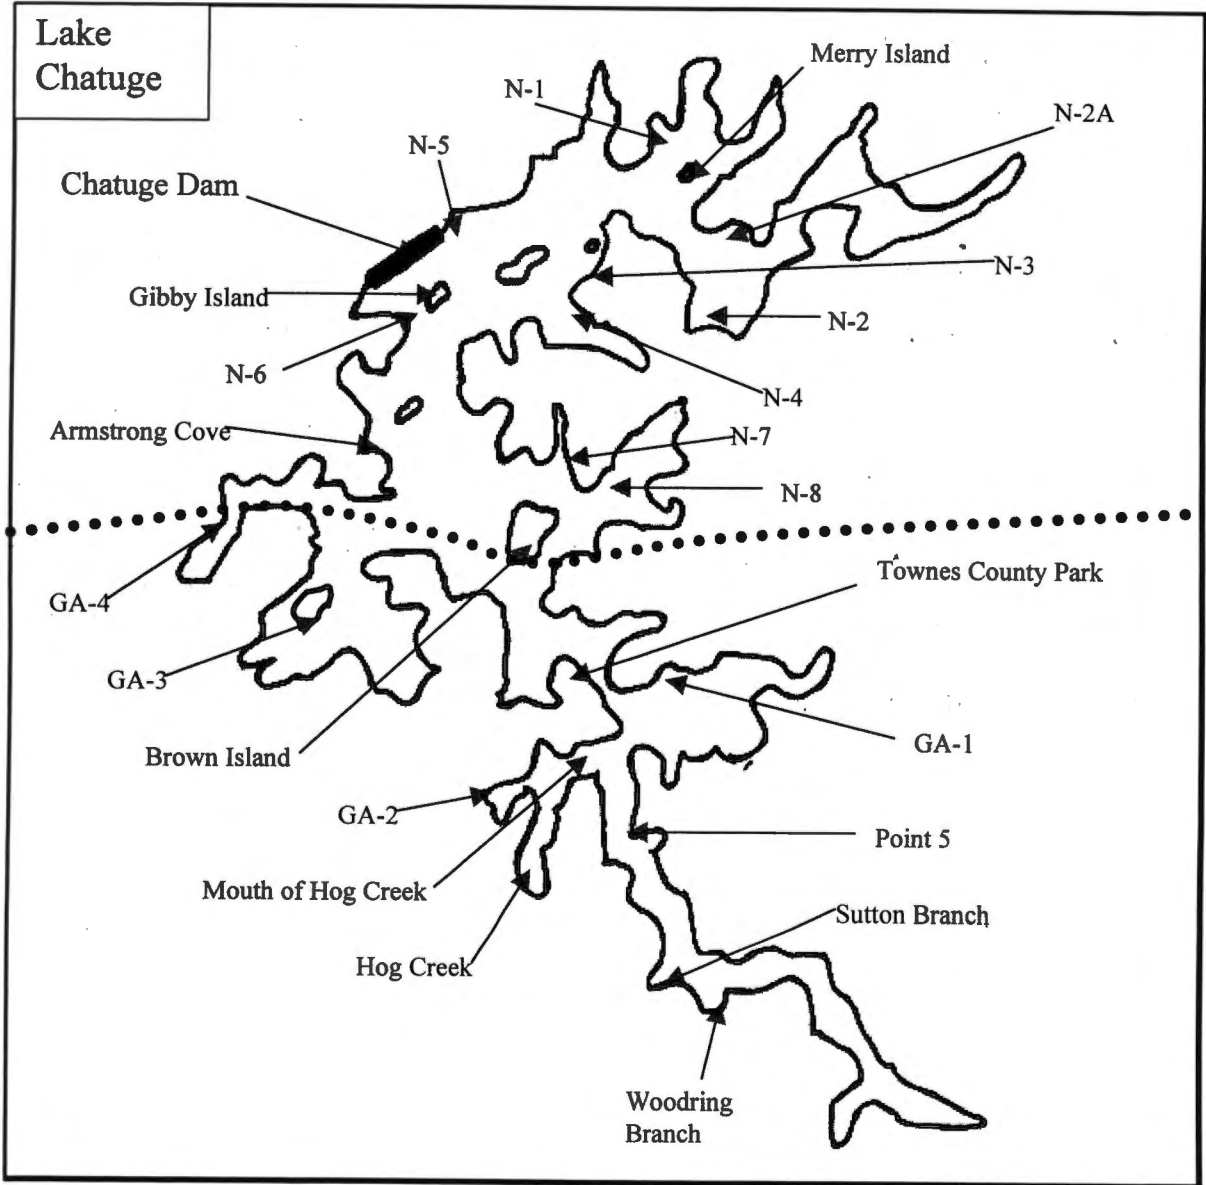 Lake
Chatuge
Merry Island
N-1
N-2A
N-5
Chatuge Dam
N-3
Gibby Island
N-2
N-6
N-4
Armstrong Cove
N-7
N-8
Townes County Park
GA-4
GA-3
Brown Island
GA-1
GA-2
Point 5
Mouth of Hog Creek
Sutton Branch
Hog Creek
Woodring
Branch